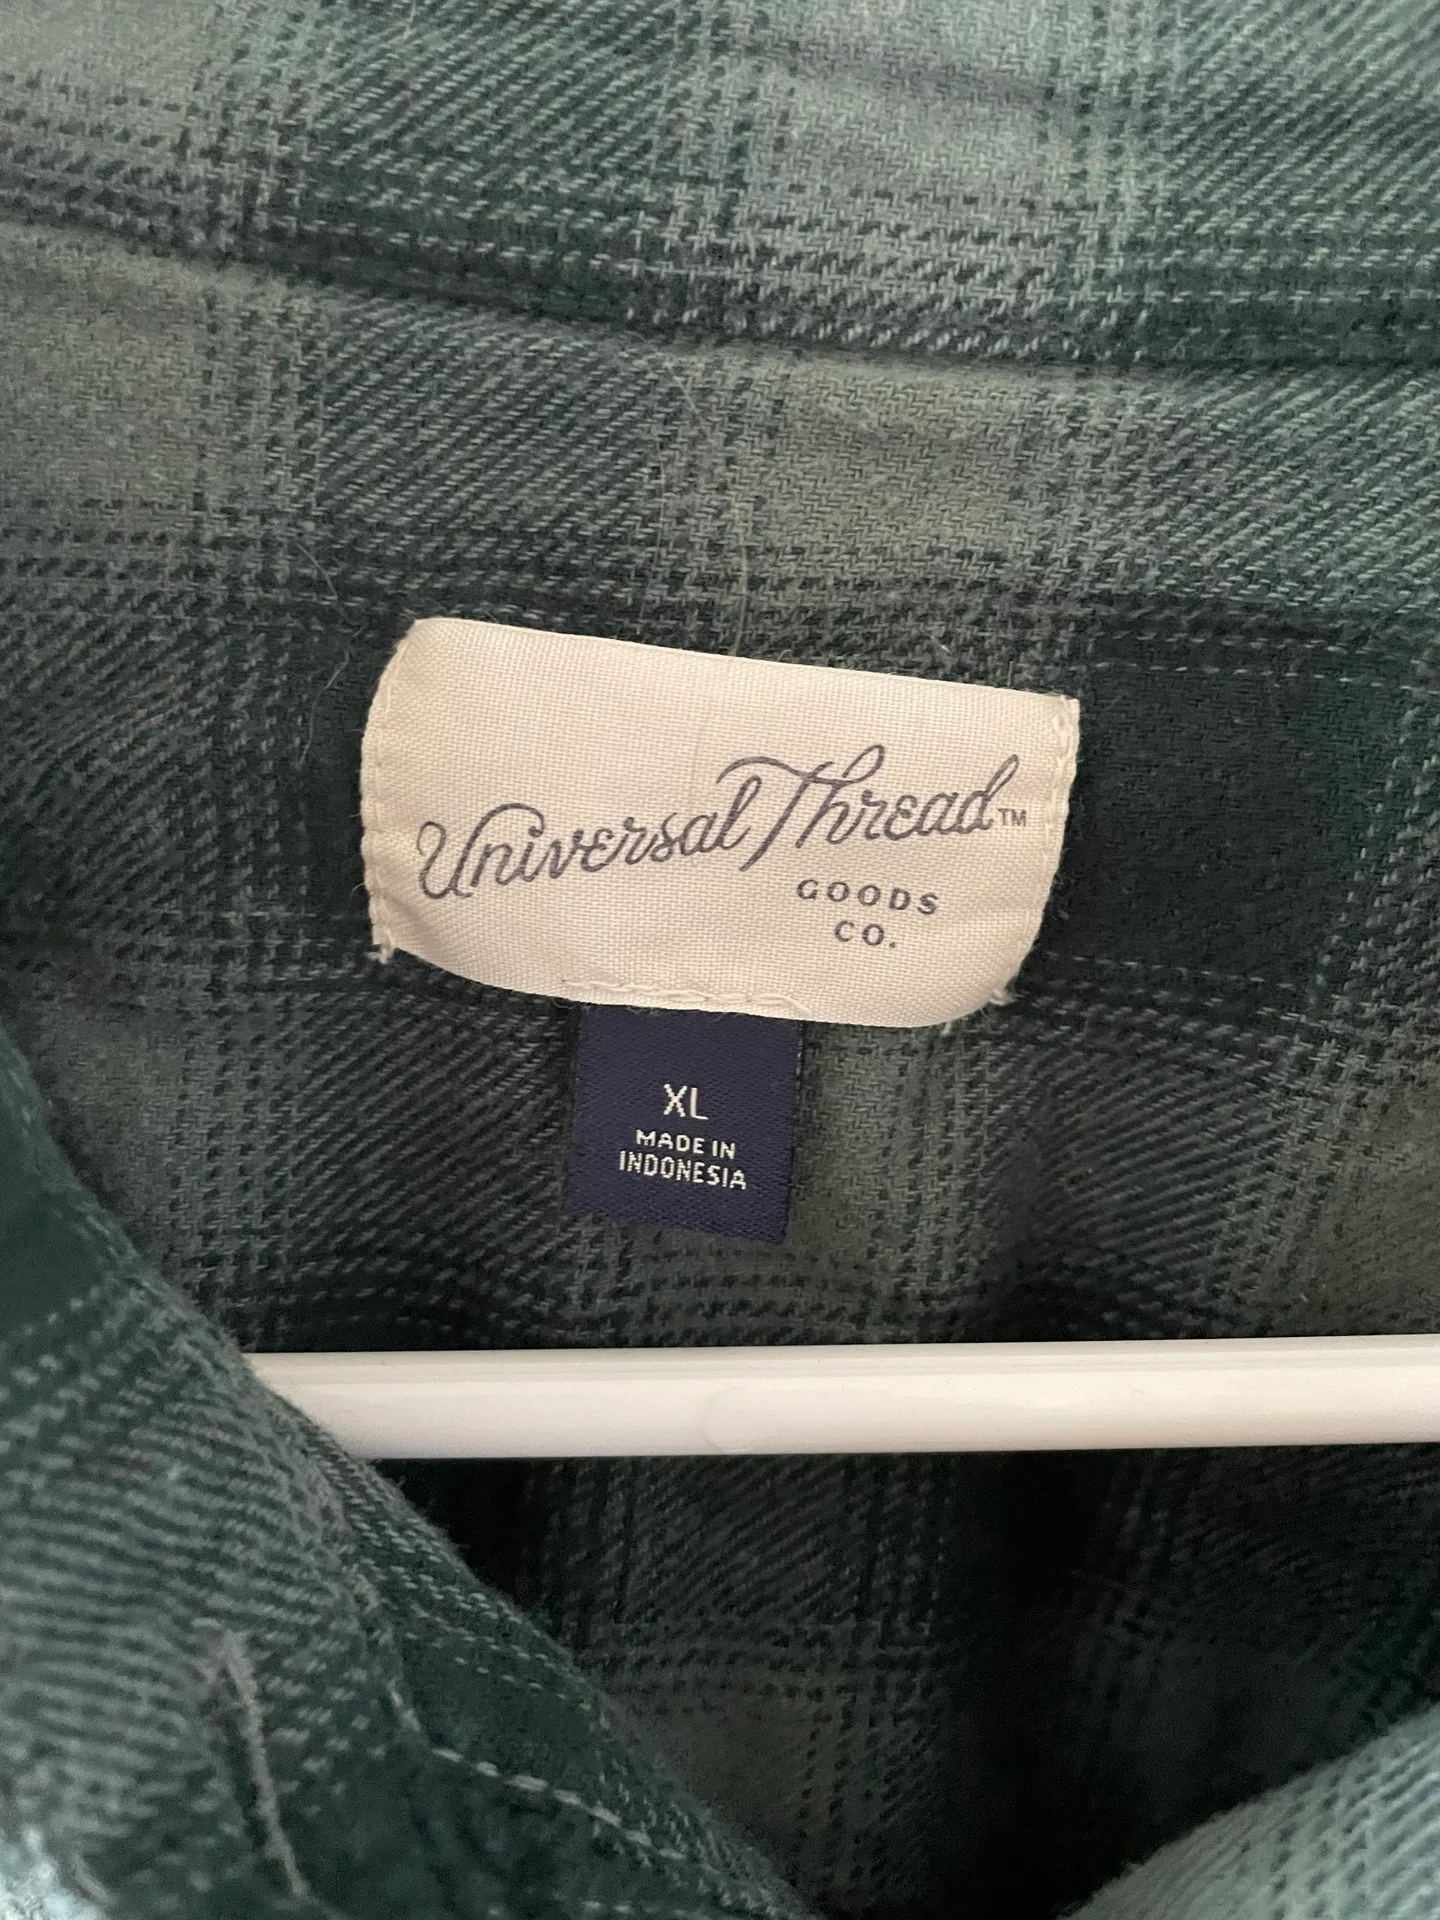 Universal Thread™
GOODS
CO.
XL
MADE IN
INDONESIA